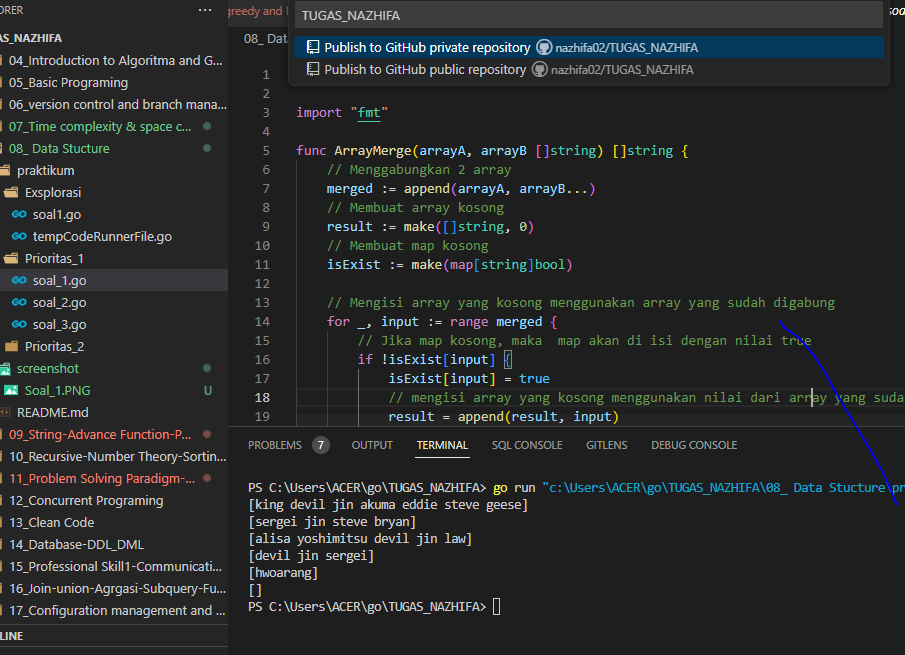 ORER
...
AS_NAZHIFA
04_Introduction to Algoritma and G...
05_Basic Programing
06_version control and branch mana...
07_Time complexity & space c...
08_ Data Stucture
praktikum
Exsplorasi
soal1.go
tempCodeRunnerFile.go
Prioritas_1
soal_1.go
soal_2.go
soal_3.go
Prioritas_2
screenshot
Soal_1.PNG U
README.md
09_String-Advance Function-P...
10_Recursive-Number Theory-Sortin...
11_Problem Solving Paradigm-...
12_Concurrent Programing
13_Clean Code
14_Database-DDL_DML
15_Professional Skill1-Communicati...
16_Join-union-Agrgasi-Subquery-Fu...
17_Configuration management and ...
LINE
greedy and
TUGAS_NAZHIFA
Publish to GitHub private repository nazhifa02/TUGAS_NAZHIFA
Publish to GitHub public repository nazhifa02/TUGAS_NAZHIFA
08_ Dat
1
2
3 import "fmt"
4
5 func ArrayMerge(arrayA, arrayB []string) []string {
6 // Menggabungkan 2 array
7 merged := append(arrayA, arrayB...)
8 // Membuat array kosong
9 result := make([]string, 0)
10 // Membuat map kosong
11 isExist := make(map[string]bool)
12
13 // Mengisi array yang kosong menggunakan array yang sudah digabung
14 for _, input := range merged {
15 // Jika map kosong, maka  map akan di isi dengan nilai true
16 if !isExist[input] {
17 isExist[input] = true
18 // mengisi array yang kosong menggunakan nilai dari array yang suda
19 result = append(result, input)
PROBLEMS 7 OUTPUT TERMINAL SQL CONSOLE GITLENS DEBUG CONSOLE
PS C:\Users\ACER\go\TUGAS_NAZHIFA> go run "c:\Users\ACER\go\TUGAS_NAZHIFA\08_ Data Stucture\pr
[king devil jin akuma eddie steve geese]
[sergei jin steve bryan]
[alisa yoshimitsu devil jin law]
[devil jin sergei]
[hwoarang]
[]
PS C:\Users\ACER\go\TUGAS_NAZHIFA>